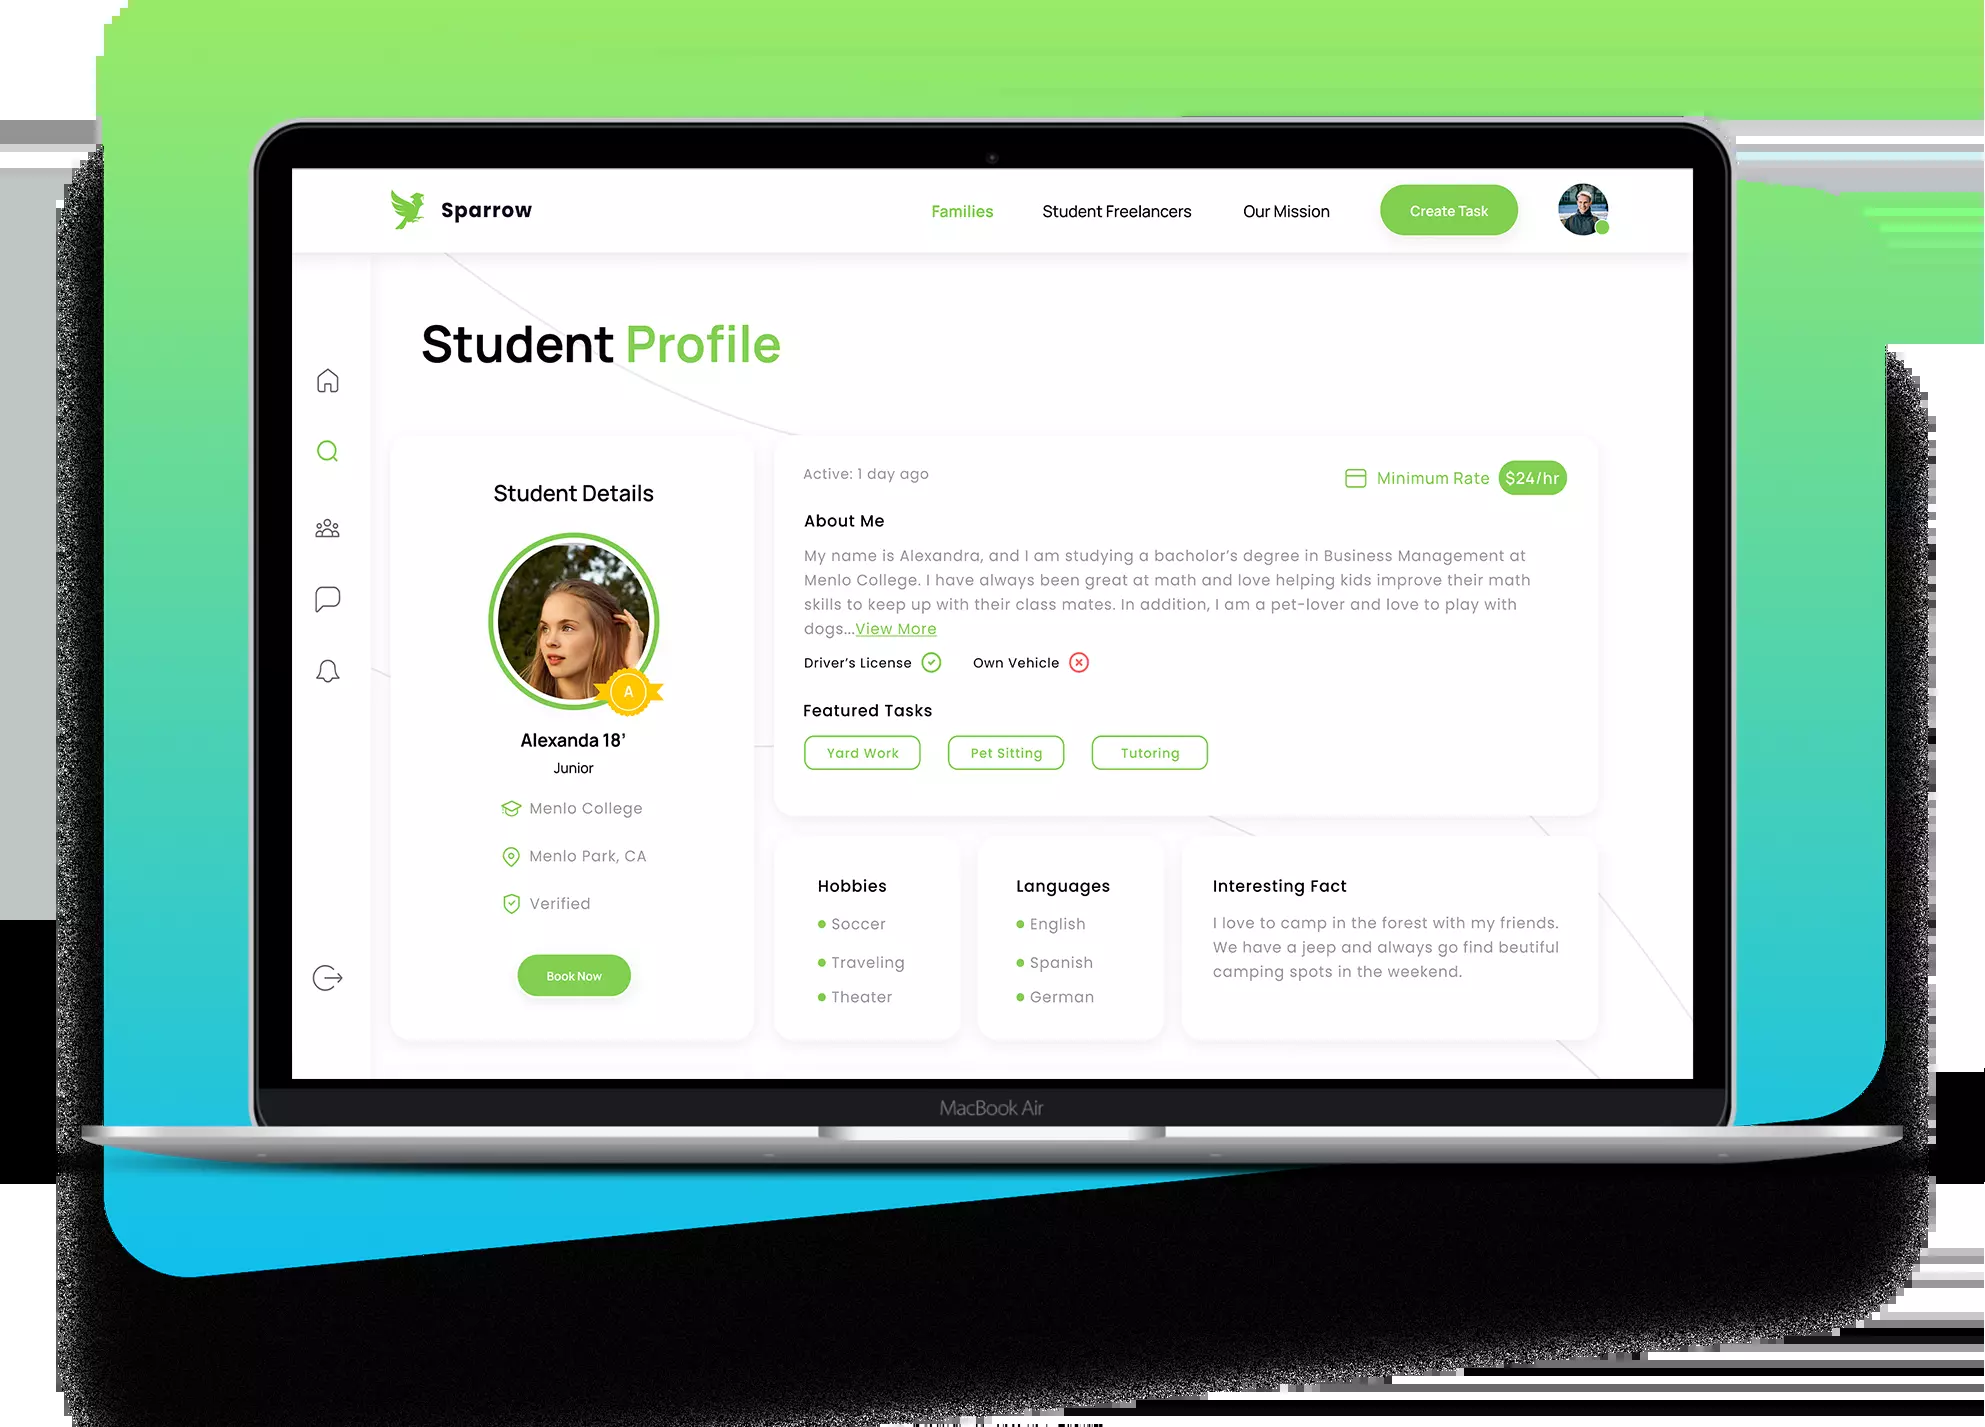 Sparrow
Families
Student Freelancers
Our Mission
Create Task
Student Profile
Student Details
A
Alexanda 18’
Junior
Menlo College
Menlo Park, CA
Verified
Book Now
Active: 1 day ago
Minimum Rate $24/hr
About Me
My name is Alexandra, and I am studying a bacholor’s degree in Business Management at
Menlo College. I have always been great at math and love helping kids improve their math
skills to keep up with their class mates. In addition, I am a pet-lover and love to play with
dogs...View More
Driver’s License
Own Vehicle
Featured Tasks
Yard Work
Pet Sitting
Tutoring
Hobbies
Soccer
Traveling
Theater
Languages
English
Spanish
German
Interesting Fact
I love to camp in the forest with my friends.
We have a jeep and always go find beutiful
camping spots in the weekend.
MacBook Air